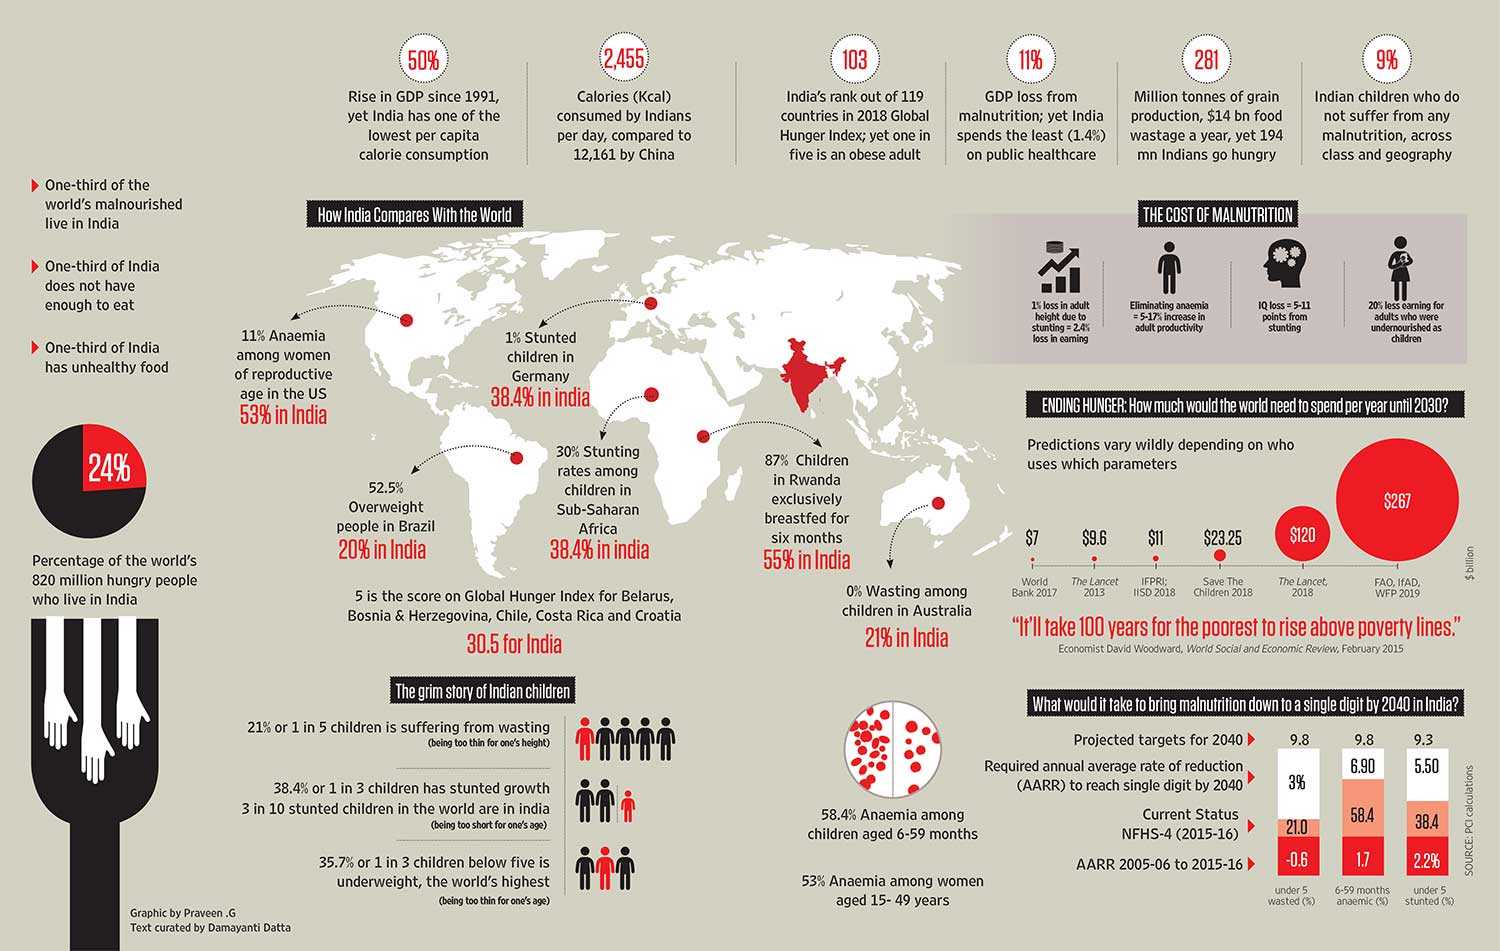 50%
Rise in GDP since 1991,
yet India has one of the
lowest per capita
calorie consumption
2,455
Calories (Kcal)
consumed by Indians
per day, compared to
12,161 by China
103
India's rank out of 119
countries in 2018 Global
Hunger Index; yet one in
five is an obese adult
11%
GDP loss from
malnutrition; yet India
spends the least (1.4%)
on public healthcare
281
Million tonnes of grain
production, $14 bn food
wastage a year, yet 194
mn Indians go hungry
9%
Indian children who do
not suffer from any
malnutrition, across
class and geography
One-third of the
world's malnourished
live in India
One-third of India
does not have
enough to eat
One-third of India
has unhealthy food
24%
Percentage of the world's
820 million hungry people
who live in India
How India Compares With the World
11% Anaemia
among women
of reproductive
age in the US
53% in India
1% Stunted
children in
Germany
38.4% in india
52.5%
Overweight
people in Brazil
20% in India
30% Stunting
rates among
children in
Sub-Saharan
Africa
38.4% in india
87% Children
in Rwanda
exclusively
breastfed for
six months
55% in India
0% Wasting among
children in Australia
21% in India
5 is the score on Global Hunger Index for Belarus,
Bosnia & Herzegovina, Chile, Costa Rica and Croatia
30.5 for India
THE COST OF MALNUTRITION
1% loss in adult
height due to
stunting = 2.4%
loss in earning
Eliminating anaemia
= 5-17% increase in
adult productivity
IQ loss = 5-11
points from
stunting
20% less earning for
adults who were
undernourished as
children
ENDING HUNGER: How much would the world need to spend per year until 2030?
Predictions vary wildly depending on who
uses which parameters
$7
$9.6
$11
$23.25
$120
$267
World
Bank 2017
The Lancet
2013
IFPRI;
IISD 2018
Save The
Children 2018
The Lancet,
2018
FAO, IfAD,
WFP 2019
$ billion
"It'll take 100 years for the poorest to rise above poverty lines."
Economist David Woodward, World Social and Economic Review, February 2015
The grim story of Indian children
21% or 1 in 5 children is suffering from wasting
(being too thin for one's height)
38.4% or 1 in 3 children has stunted growth
3 in 10 stunted children in the world are in india
(being too short for one's age)
35.7% or 1 in 3 children below five is
underweight, the world's highest
(being too thin for one's age)
58.4% Anaemia among
children aged 6-59 months
53% Anaemia among women
aged 15- 49 years
What would it take to bring malnutrition down to a single digit by 2040 in India?
Projected targets for 2040 9.8 9.8 9.3
Required annual average rate of reduction
(AARR) to reach single digit by 2040
3% 6.90 5.50
Current Status
NFHS-4 (2015-16)
21.0 58.4 38.4
AARR 2005-06 to 2015-16 -0.6 1.7 2.2%
under 5
wasted (%)
6-59 months
anaemic (%)
under 5
stunted (%)
SOURCE: PCI calculations
Graphic by Praveen .G
Text curated by Damayanti Datta